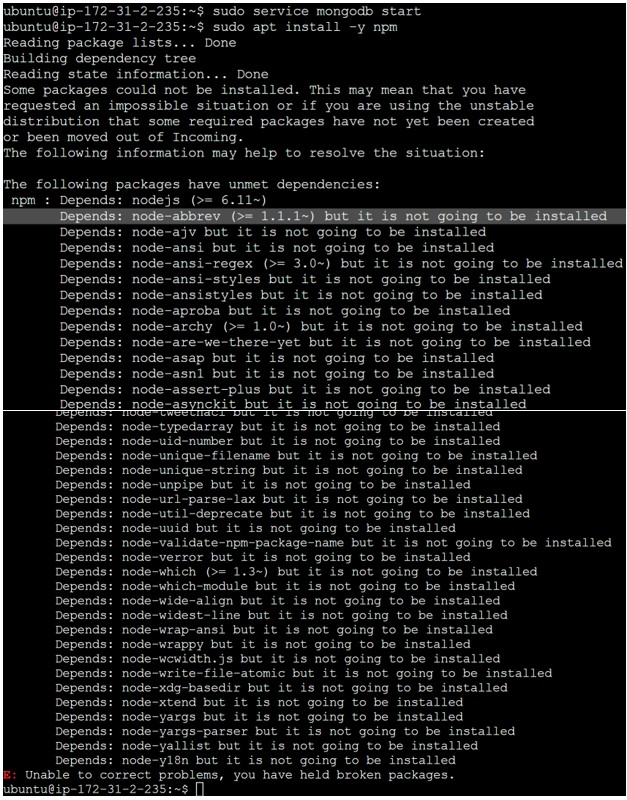 ubuntu@ip-172-31-2-235:~$ sudo service mongodb start
ubuntu@ip-172-31-2-235:~$ sudo apt install -y npm
Reading package lists... Done
Building dependency tree
Reading state information... Done
Some packages could not be installed. This may mean that you have
requested an impossible situation or if you are using the unstable
distribution that some required packages have not yet been created
or been moved out of Incoming.
The following information may help to resolve the situation:
The following packages have unmet dependencies:
npm : Depends: nodejs (>= 6.11~)
Depends: node-abbrev (>= 1.1.1~) but it is not going to be installed
Depends: node-ajv but it is not going to be installed
Depends: node-ansi but it is not going to be installed
Depends: node-ansi-regex (>= 3.0~) but it is not going to be installed
Depends: node-ansi-styles but it is not going to be installed
Depends: node-ansistyles but it is not going to be installed
Depends: node-aproba but it is not going to be installed
Depends: node-archy (>= 1.0~) but it is not going to be installed
Depends: node-are-we-there-yet but it is not going to be installed
Depends: node-asap but it is not going to be installed
Depends: node-asn1 but it is not going to be installed
Depends: node-assert-plus but it is not going to be installed
Depends: node-asynckit but it is not going to be installed
Depends: node-tweetnacl but it is not going to be installed
Depends: node-typedarray but it is not going to be installed
Depends: node-uid-number but it is not going to be installed
Depends: node-unique-filename but it is not going to be installed
Depends: node-unique-string but it is not going to be installed
Depends: node-unpipe but it is not going to be installed
Depends: node-url-parse-lax but it is not going to be installed
Depends: node-util-deprecate but it is not going to be installed
Depends: node-uuid but it is not going to be installed
Depends: node-validate-npm-package-name but it is not going to be installed
Depends: node-verror but it is not going to be installed
Depends: node-which (>= 1.3~) but it is not going to be installed
Depends: node-which-module but it is not going to be installed
Depends: node-wide-align but it is not going to be installed
Depends: node-widest-line but it is not going to be installed
Depends: node-wrap-ansi but it is not going to be installed
Depends: node-wrappy but it is not going to be installed
Depends: node-wcwidth.js but it is not going to be installed
Depends: node-write-file-atomic but it is not going to be installed
Depends: node-xdg-basedir but it is not going to be installed
Depends: node-xtend but it is not going to be installed
Depends: node-yargs but it is not going to be installed
Depends: node-yargs-parser but it is not going to be installed
Depends: node-yallist but it is not going to be installed
Depends: node-y18n but it is not going to be installed
E: Unable to correct problems, you have held broken packages.
ubuntu@ip-172-31-2-235:~$